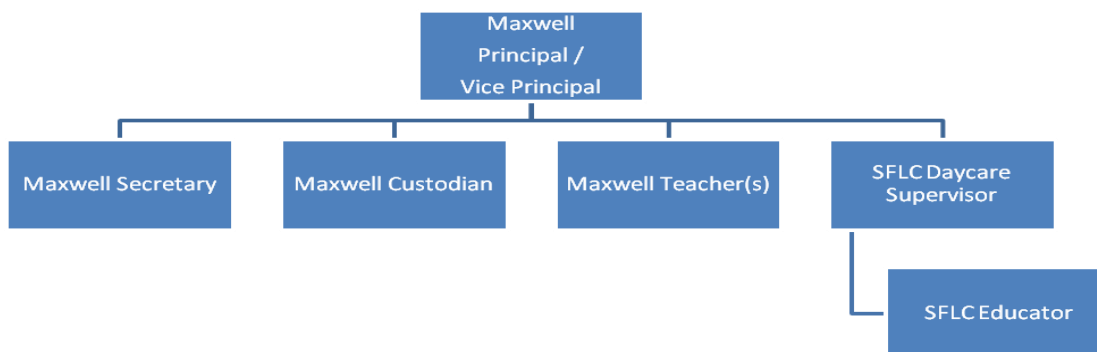 Maxwell
Principal /
Vice Principal
Maxwell Secretary
Maxwell Custodian
Maxwell Teacher(s)
SFLC Daycare
Supervisor
SFLC Educator